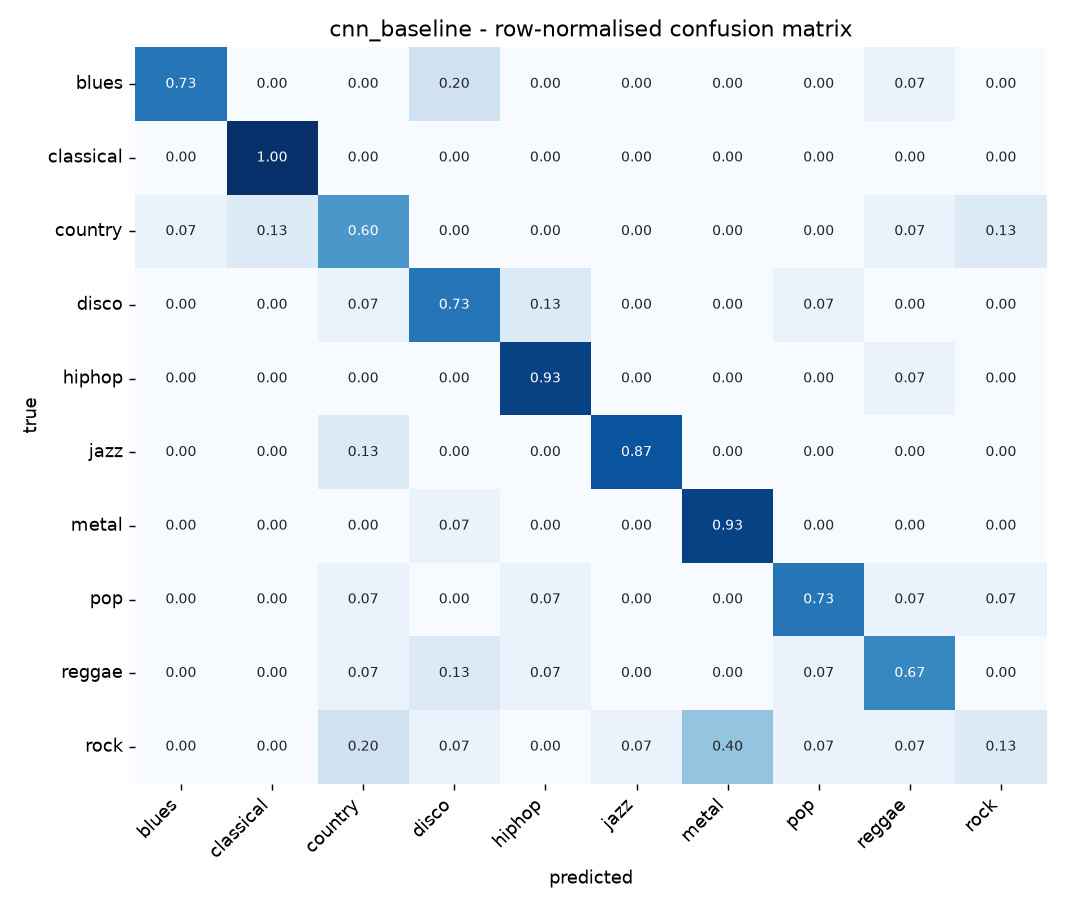 cnn_baseline - row-normalised confusion matrix
blues 0.73 0.00 0.00 0.20 0.00 0.00 0.00 0.00 0.07 0.00
classical 0.00 1.00 0.00 0.00 0.00 0.00 0.00 0.00 0.00 0.00
country 0.07 0.13 0.60 0.00 0.00 0.00 0.00 0.00 0.07 0.13
disco 0.00 0.00 0.07 0.73 0.13 0.00 0.00 0.07 0.00 0.00
hiphop 0.00 0.00 0.00 0.00 0.93 0.00 0.00 0.00 0.07 0.00
jazz 0.00 0.00 0.13 0.00 0.00 0.87 0.00 0.00 0.00 0.00
metal 0.00 0.00 0.00 0.07 0.00 0.00 0.93 0.00 0.00 0.00
pop 0.00 0.00 0.07 0.00 0.07 0.00 0.00 0.73 0.07 0.07
reggae 0.00 0.00 0.07 0.13 0.07 0.00 0.00 0.07 0.67 0.00
rock 0.00 0.00 0.20 0.07 0.00 0.07 0.40 0.07 0.07 0.13
true
blues classical country disco hiphop jazz metal pop reggae rock
predicted